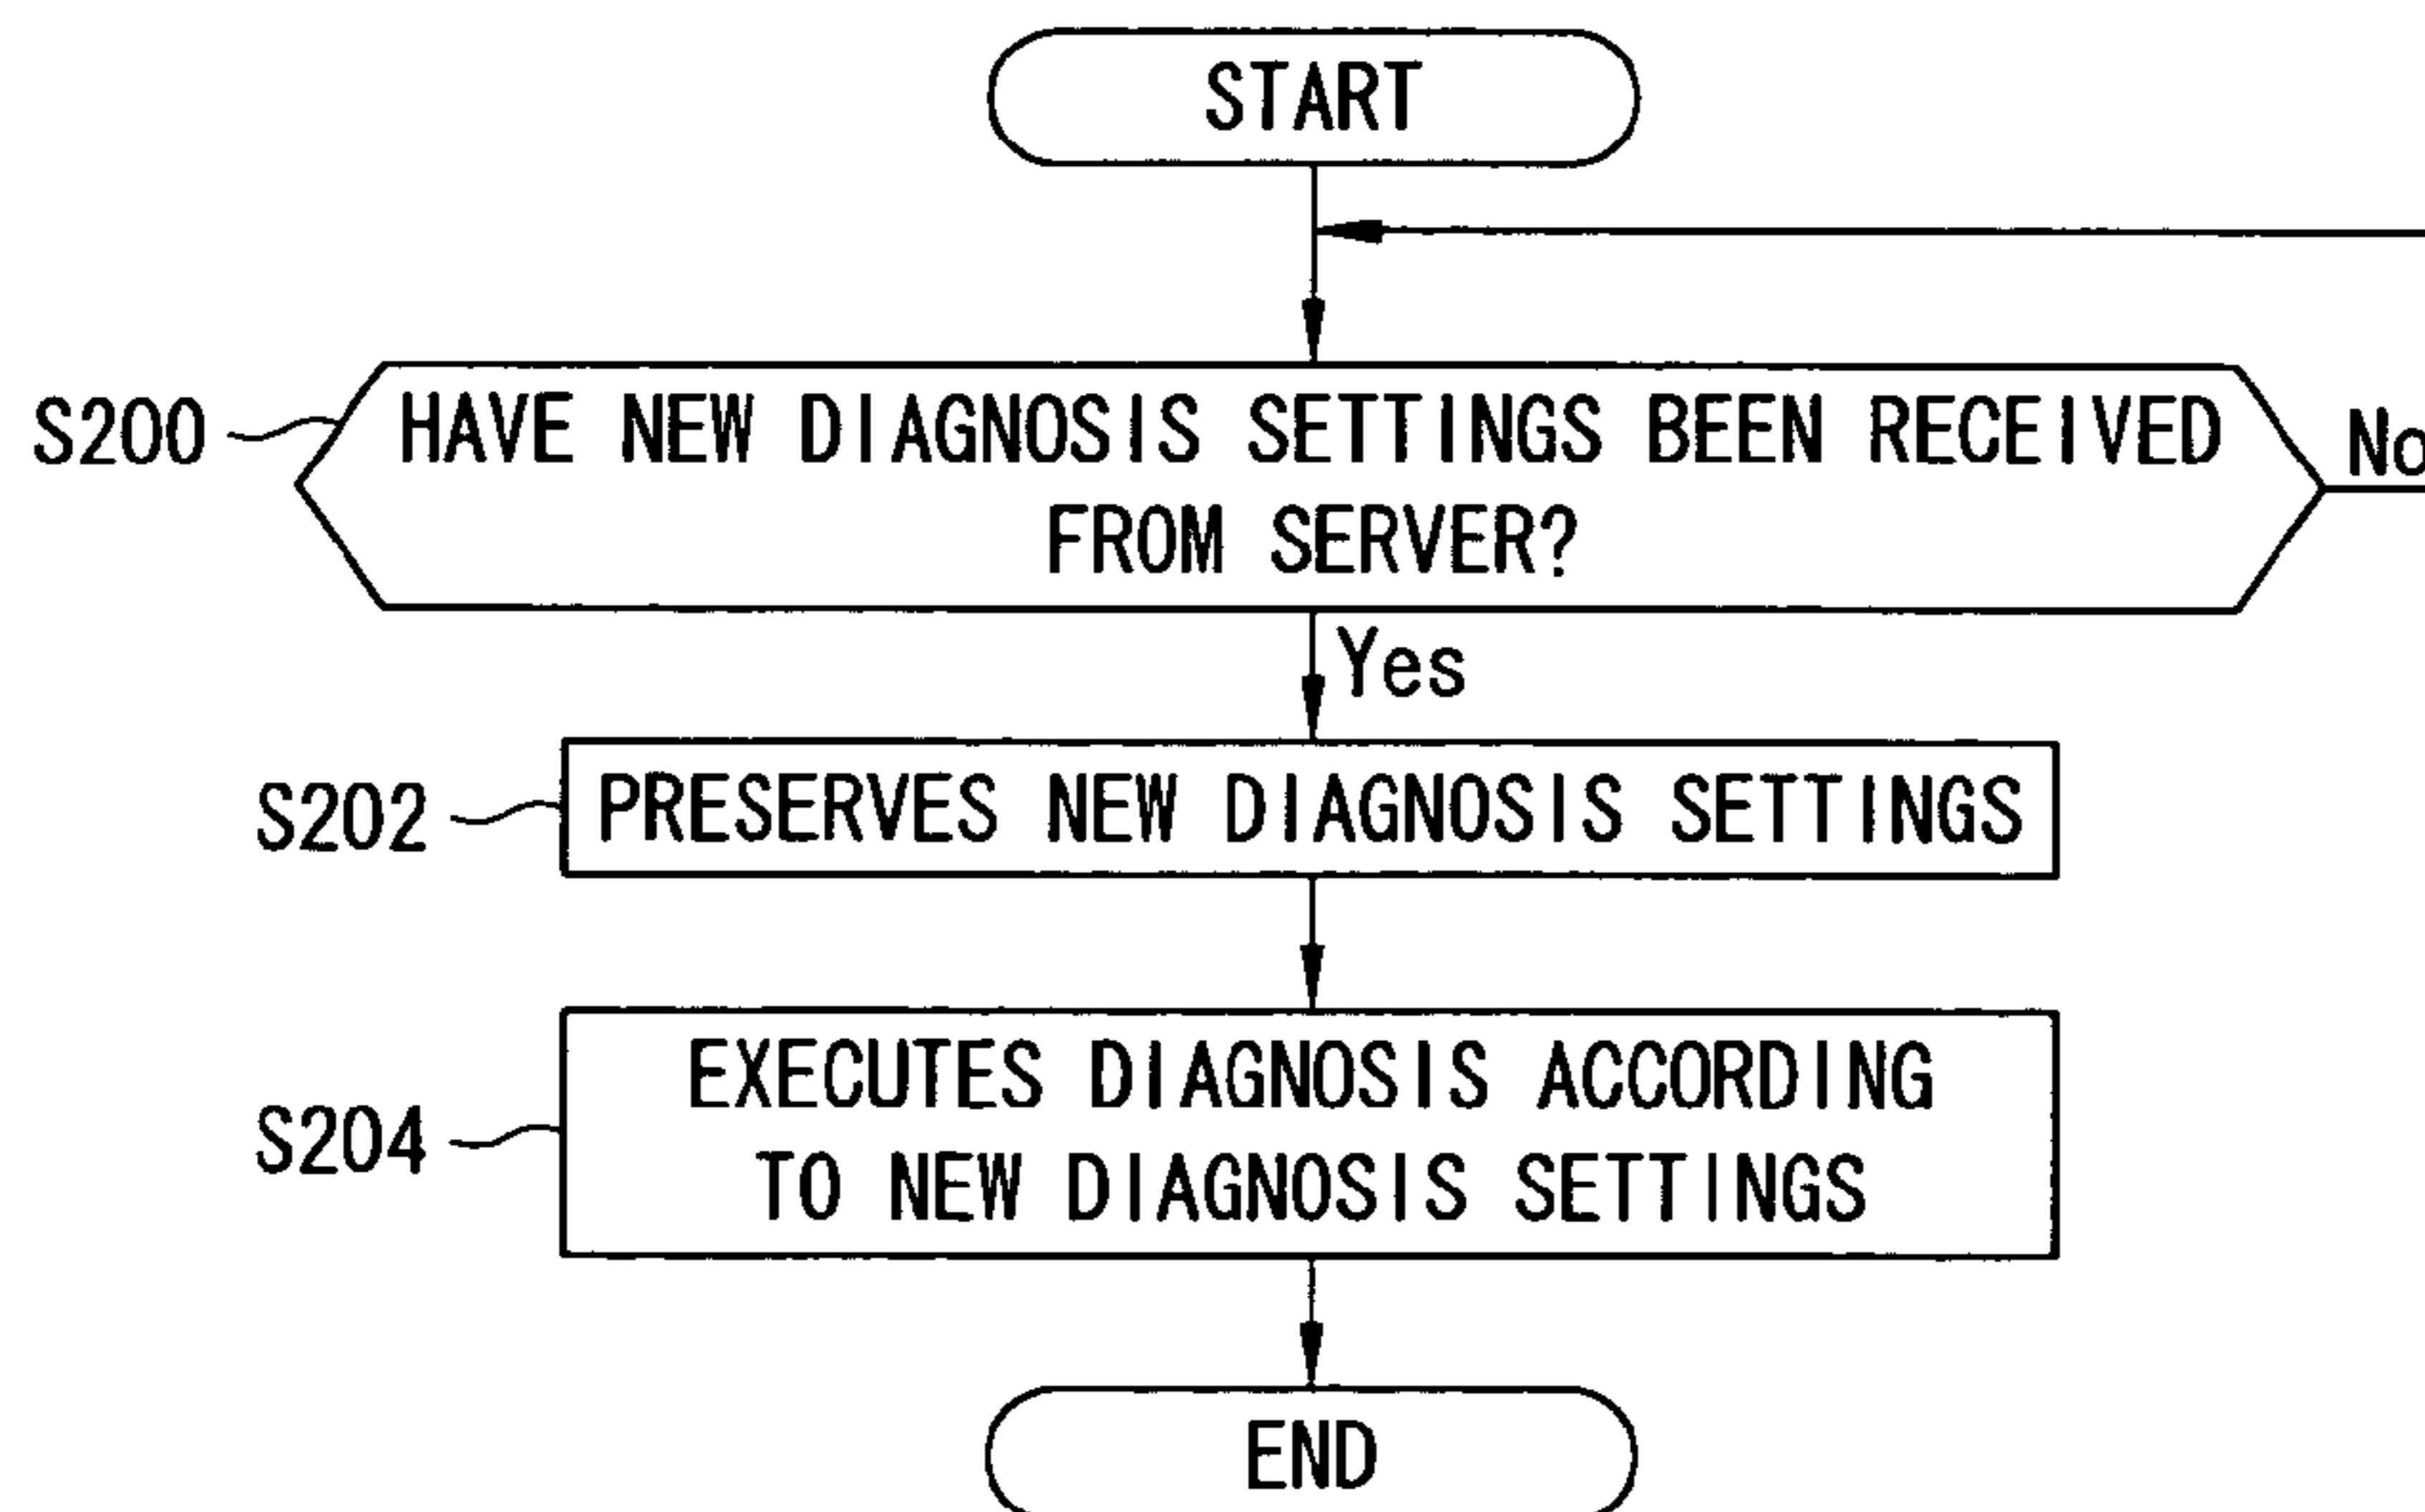 START
S200
HAVE NEW DIAGNOSIS SETTINGS BEEN RECEIVED
No
FROM SERVER?
Yes
S202
PRESERVES NEW DIAGNOSIS SETTINGS
S204
EXECUTES DIAGNOSIS ACCORDING
TO NEW DIAGNOSIS SETTINGS
END